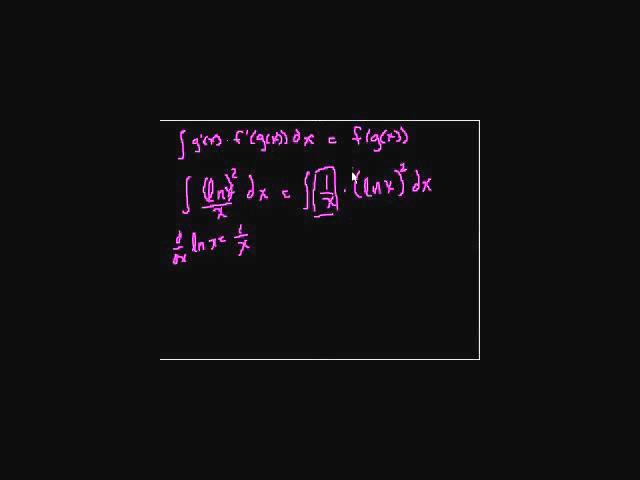 ∫ g'(x) · f'(g(x)) dx = f(g(x))
∫ (ln x)² / x dx = ∫ 1/x · (ln x)² dx
d/dx ln x = 1/x